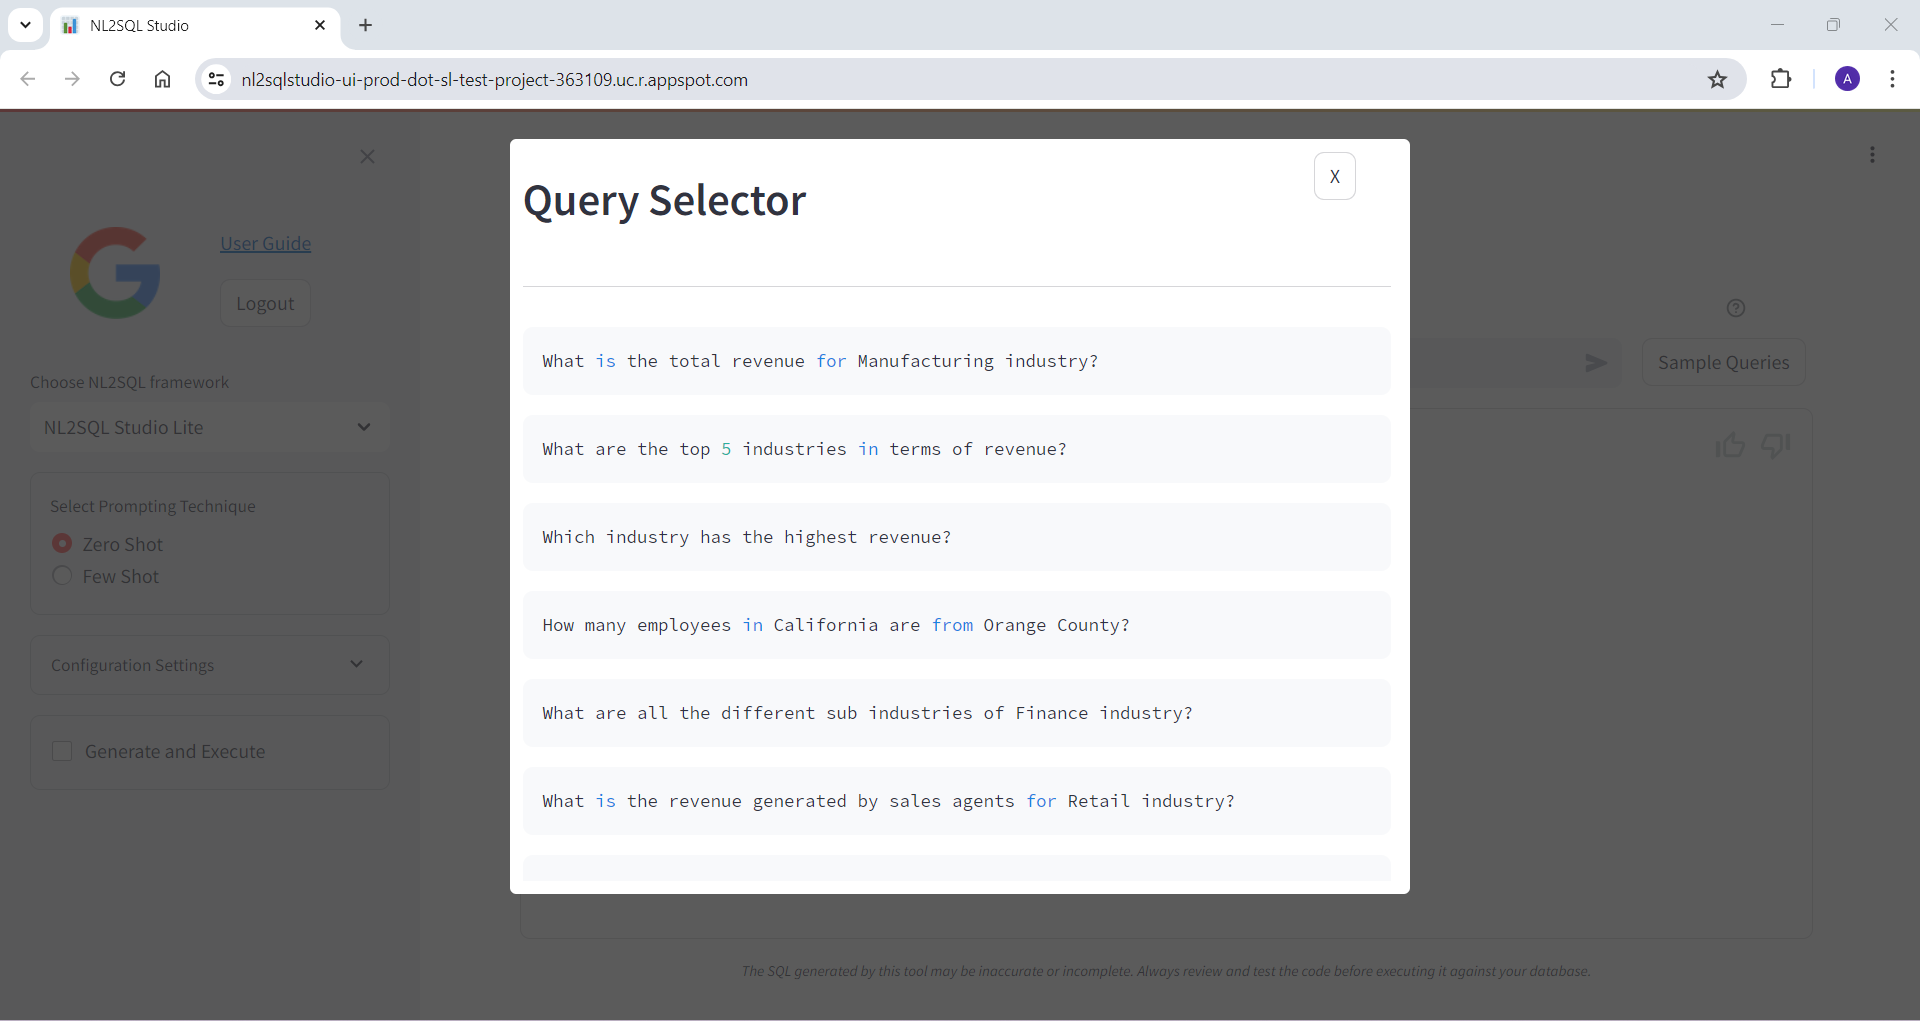 NL2SQL Studio
nl2sqlstudio-ui-prod-dot-sl-test-project-363109.uc.r.appspot.com
A
User Guide
Logout
Choose NL2SQL framework
NL2SQL Studio Lite
Select Prompting Technique
Zero Shot
Few Shot
Configuration Settings
Generate and Execute
Query Selector
X
What is the total revenue for Manufacturing industry?
What are the top 5 industries in terms of revenue?
Which industry has the highest revenue?
How many employees in California are from Orange County?
What are all the different sub industries of Finance industry?
What is the revenue generated by sales agents for Retail industry?
Sample Queries
The SQL generated by this tool may be inaccurate or incomplete. Always review and test the code before executing it against your database.